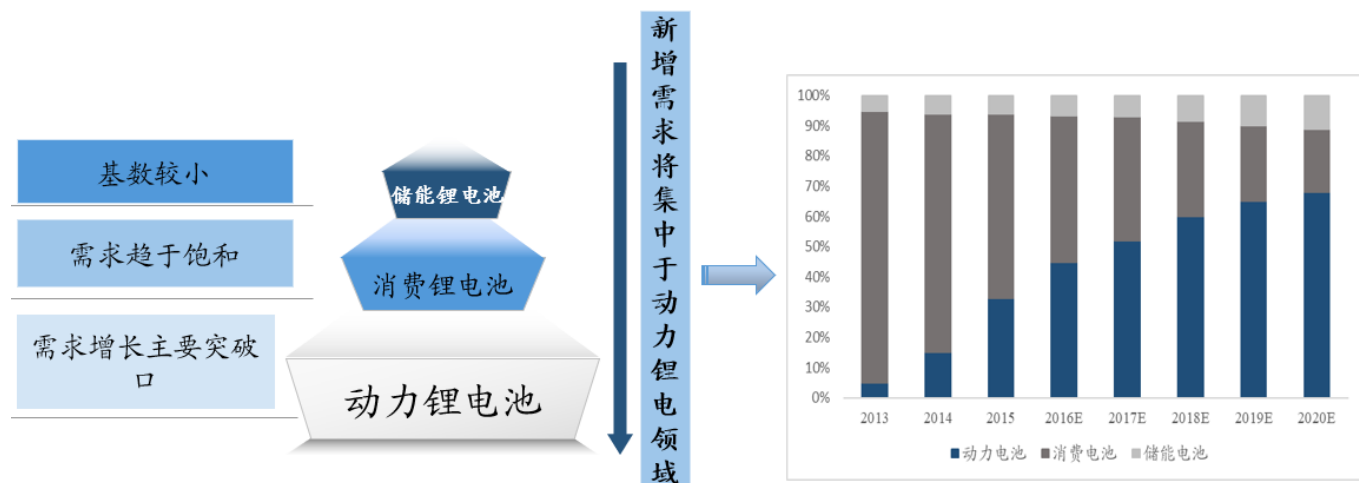 基数较小
需求趋于饱和
需求增长主要突破
口
储能锂电池
消费锂电池
动力锂电池
新增需求将集中于动力钽电领域
100%
90%
80%
70%
60%
50%
40%
30%
20%
10%
0%
2013
2014
2015
2016E
2017E
2018E
2019E
2020E
动力电池
消费电池
储能电池